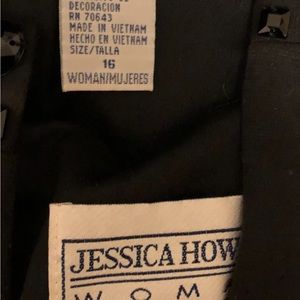 DECORACION
RN 70643
MADE IN VIETNAM
HECHO EN VIETNAM
SIZE/TALLA
16
WOMAN/MUJERES
JESSICA HOW
W O M